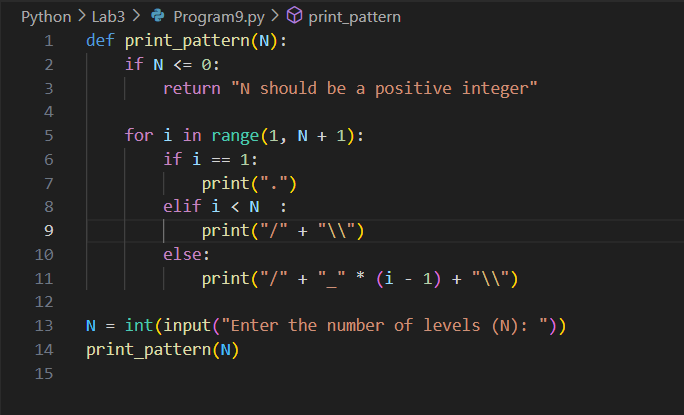 Python > Lab3 > Program9.py > print_pattern
1 def print_pattern(N):
2     if N <= 0:
3         return "N should be a positive integer"
4
5     for i in range(1, N + 1):
6         if i == 1:
7             print(".")
8         elif i < N  :
9             print("/" + "\\")
10         else:
11             print("/" + "_" * (i - 1) + "\\")
12
13 N = int(input("Enter the number of levels (N): "))
14 print_pattern(N)
15